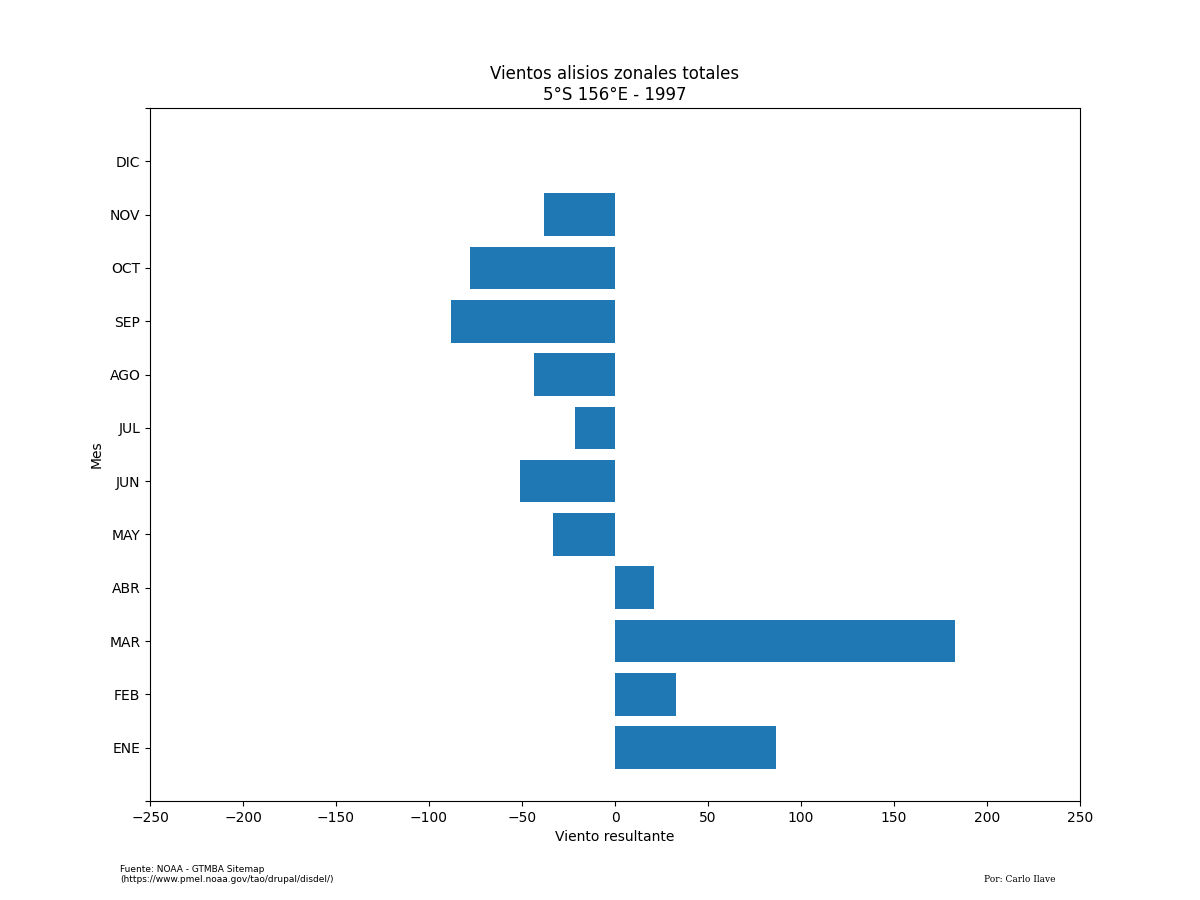 Vientos alisios zonales totales
5°S 156°E - 1997
DIC
NOV
OCT
SEP
AGO
JUL
JUN
MAY
ABR
MAR
FEB
ENE
Mes
−250 −200 −150 −100 −50 0 50 100 150 200 250
Viento resultante
Fuente: NOAA - GTMBA Sitemap
(https://www.pmel.noaa.gov/tao/drupal/disdel/)
Por: Carlo Ilave